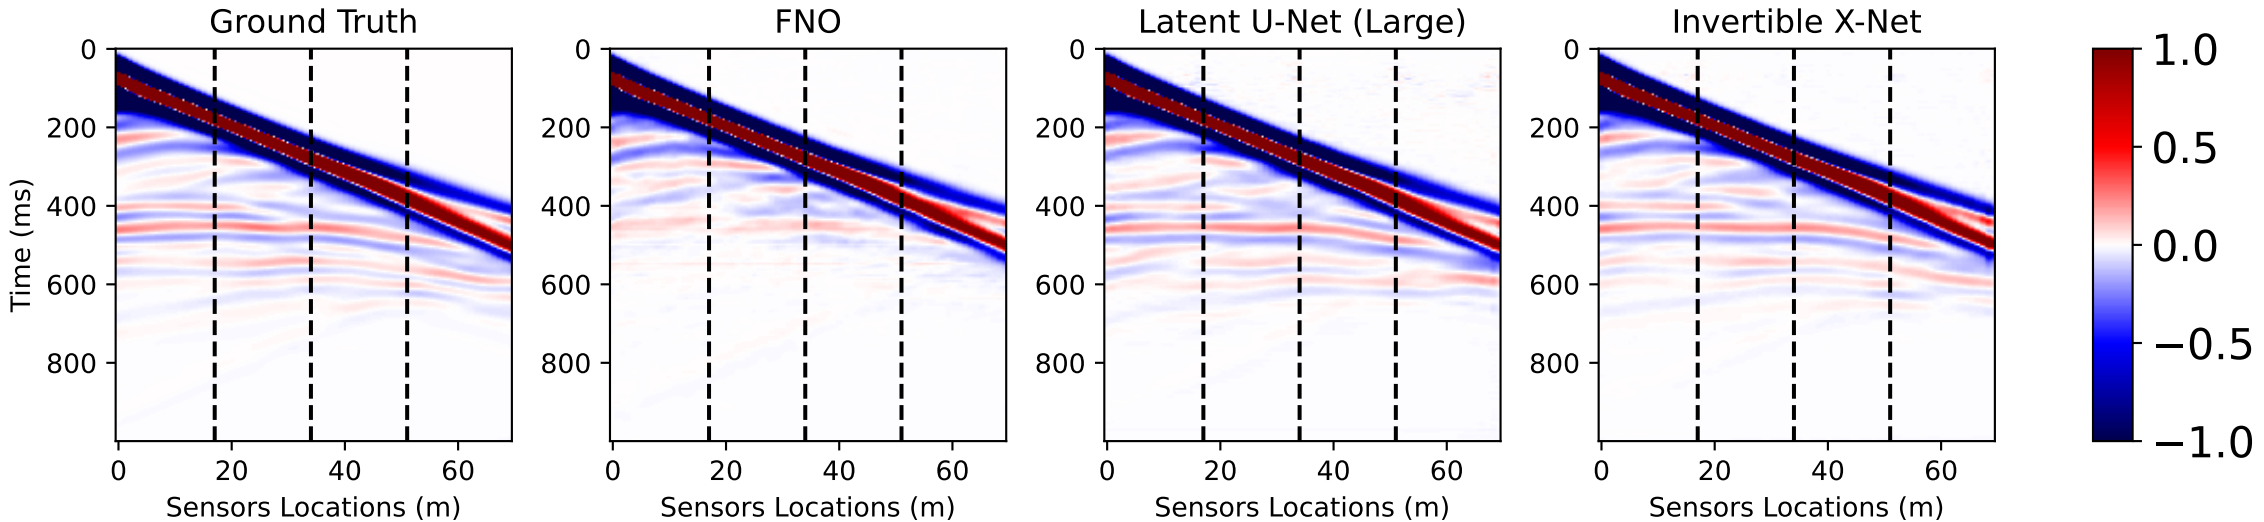 Ground Truth
FNO
Latent U-Net (Large)
Invertible X-Net
Time (ms)
0
200
400
600
800
0
200
400
600
800
0
200
400
600
800
0
200
400
600
800
0 20 40 60
0 20 40 60
0 20 40 60
0 20 40 60
Sensors Locations (m)
Sensors Locations (m)
Sensors Locations (m)
Sensors Locations (m)
1.0
0.5
0.0
−0.5
−1.0